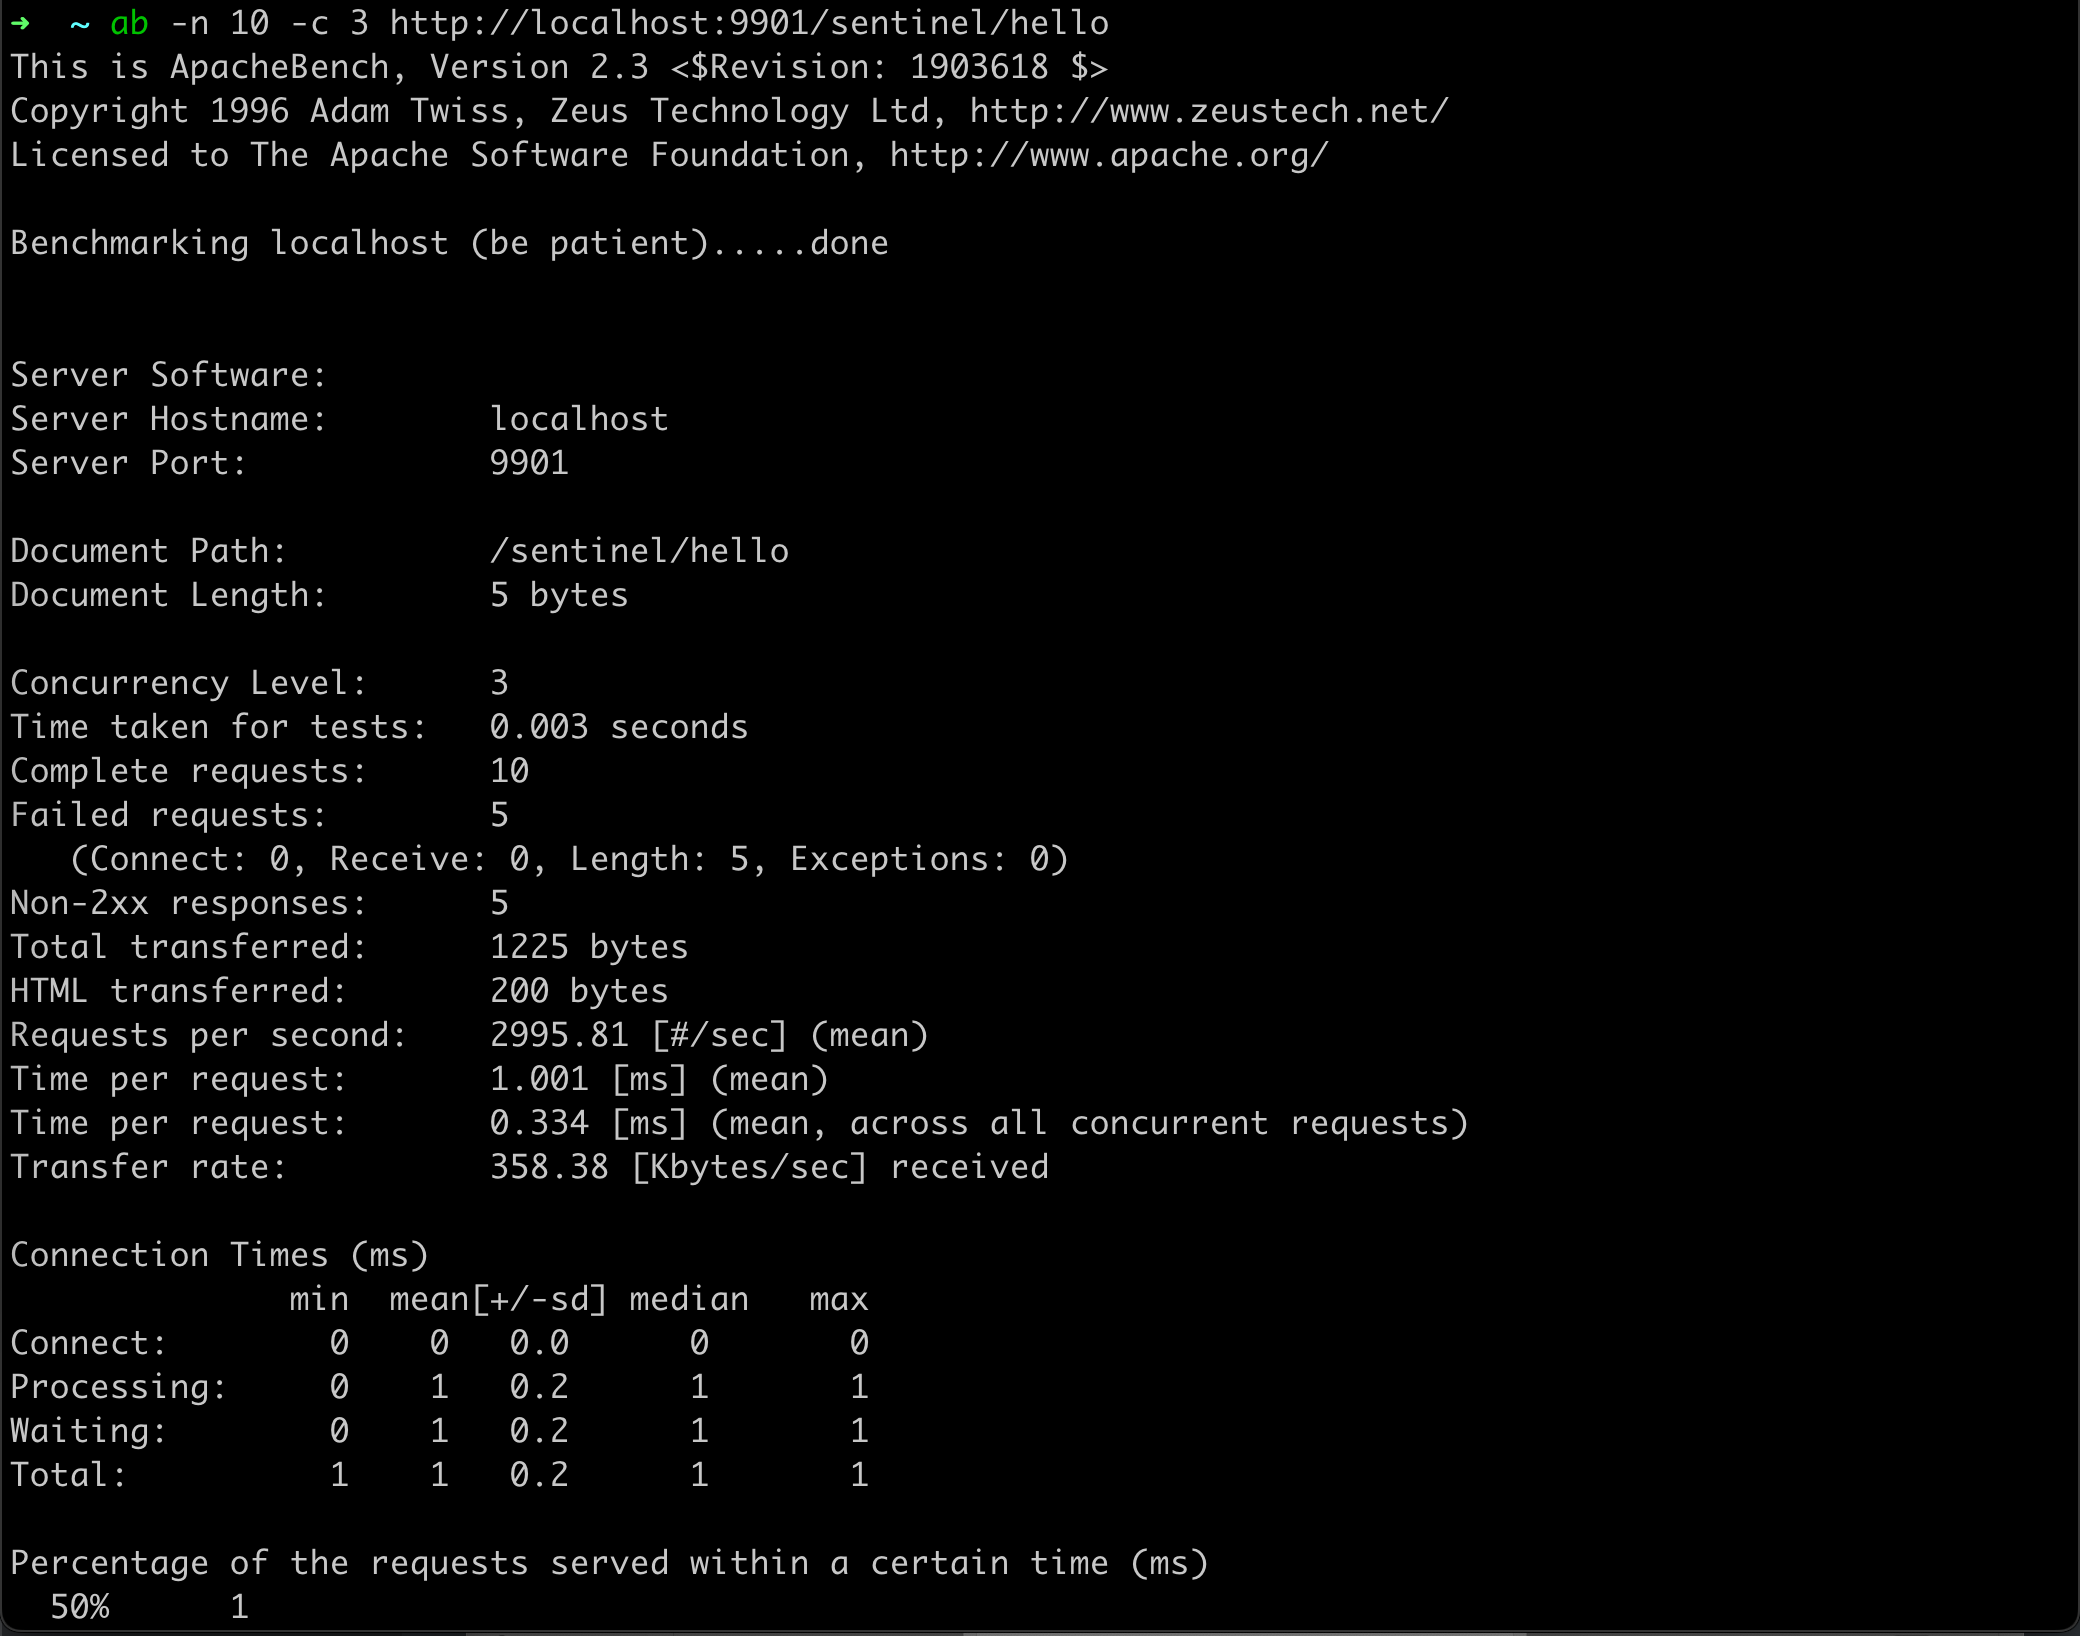 ➜  ~ ab -n 10 -c 3 http://localhost:9901/sentinel/hello
This is ApacheBench, Version 2.3 <$Revision: 1903618 $>
Copyright 1996 Adam Twiss, Zeus Technology Ltd, http://www.zeustech.net/
Licensed to The Apache Software Foundation, http://www.apache.org/

Benchmarking localhost (be patient).....done


Server Software:
Server Hostname:        localhost
Server Port:            9901

Document Path:          /sentinel/hello
Document Length:        5 bytes

Concurrency Level:      3
Time taken for tests:   0.003 seconds
Complete requests:      10
Failed requests:        5
   (Connect: 0, Receive: 0, Length: 5, Exceptions: 0)
Non-2xx responses:      5
Total transferred:      1225 bytes
HTML transferred:       200 bytes
Requests per second:    2995.81 [#/sec] (mean)
Time per request:       1.001 [ms] (mean)
Time per request:       0.334 [ms] (mean, across all concurrent requests)
Transfer rate:          358.38 [Kbytes/sec] received

Connection Times (ms)
              min  mean[+/-sd] median   max
Connect:        0    0   0.0      0       0
Processing:     0    1   0.2      1       1
Waiting:        0    1   0.2      1       1
Total:          1    1   0.2      1       1

Percentage of the requests served within a certain time (ms)
  50%      1